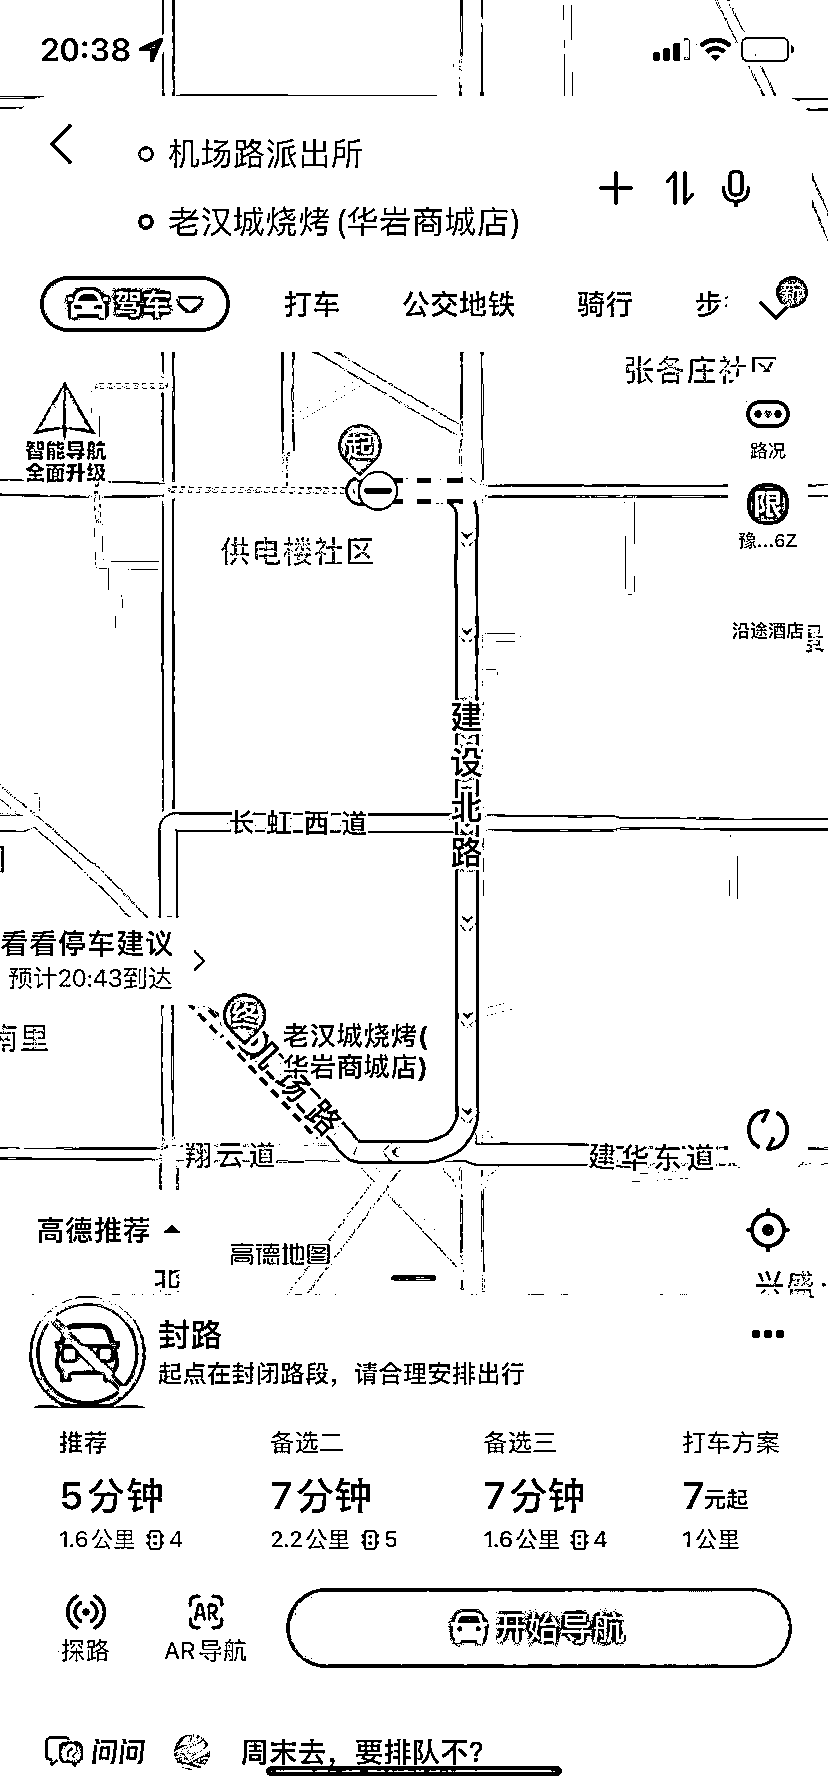 20:38
机场路派出所
老汉城烧烤(华岩商城店)
驾车
打车
公交地铁
骑行
步
新
张各庄社区
路况
智能导航
全面升级
起
限
豫...6Z
供电楼社区
沿途酒店
建设北路
长虹西道
看看停车建议
预计20:43到达
南里
终
老汉城烧烤(
华岩商城店)
机场路
翔云道
建华东道
高德推荐
高德地图
北
兴盛·
封路
起点在封闭路段，请合理安排出行
推荐
备选二
备选三
打车方案
5分钟
7分钟
7分钟
7元起
1.6公里 4
2.2公里 5
1.6公里 4
1公里
探路
AR
AR导航
开始导航
问问
周末去，要排队不?